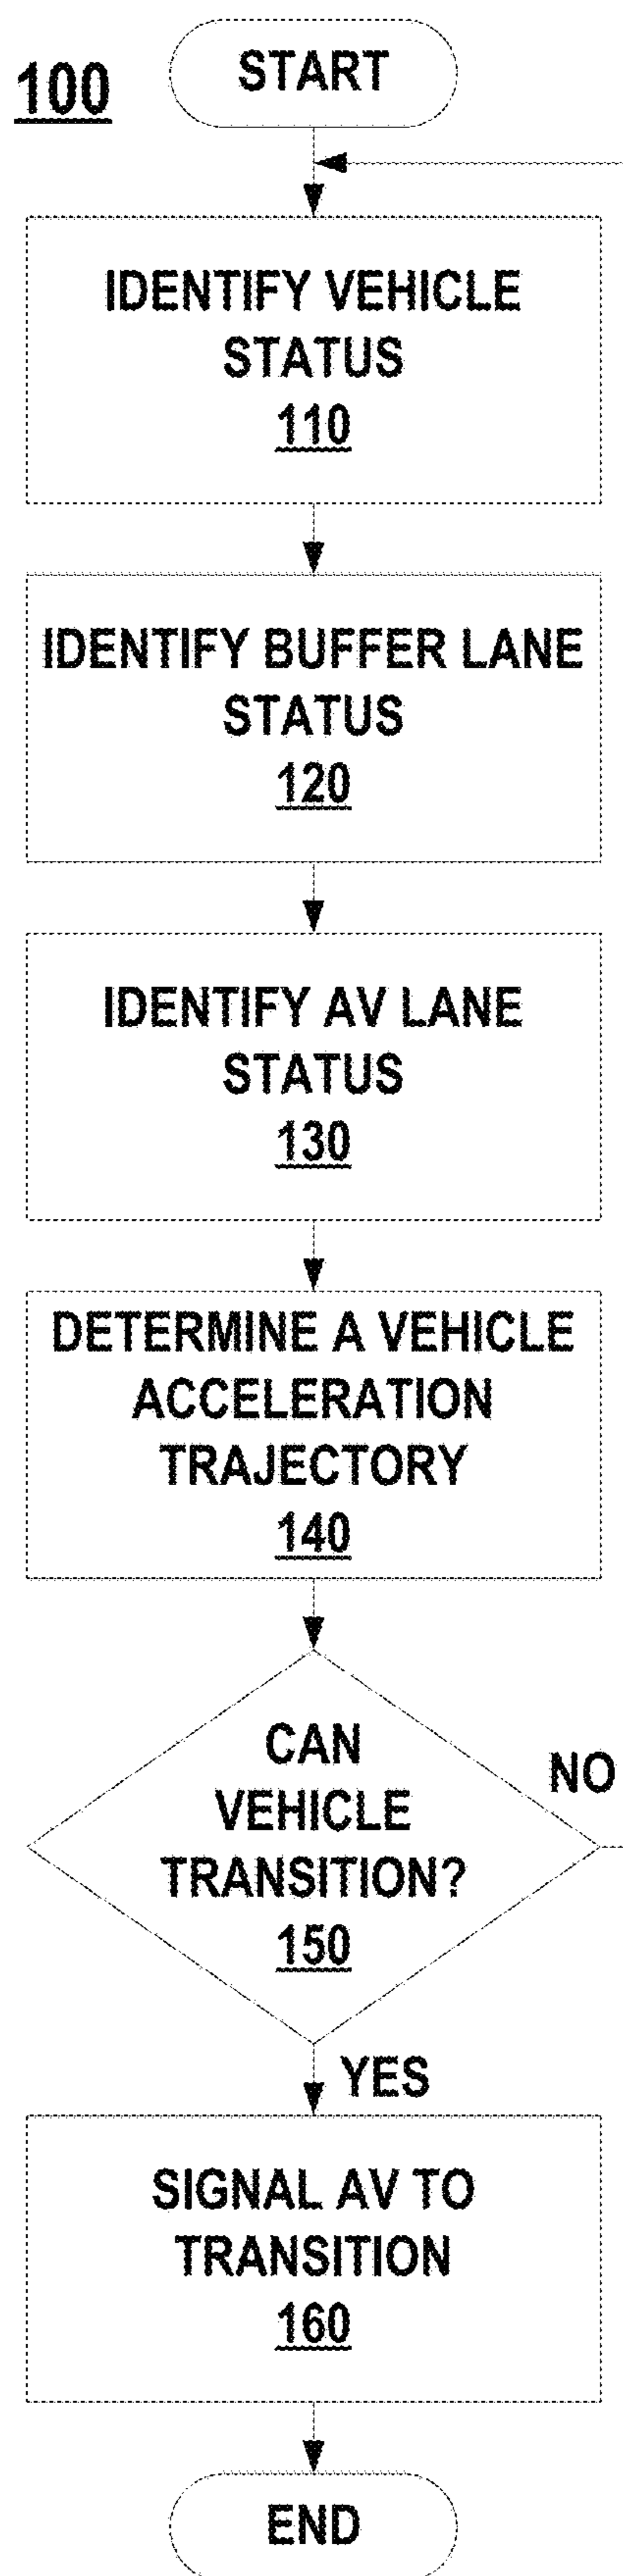 100
START
IDENTIFY VEHICLE
STATUS
110
IDENTIFY BUFFER LANE
STATUS
120
IDENTIFY AV LANE
STATUS
130
DETERMINE A VEHICLE
ACCELERATION
TRAJECTORY
140
CAN
VEHICLE
TRANSITION?
150
NO
YES
SIGNAL AV TO
TRANSITION
160
END